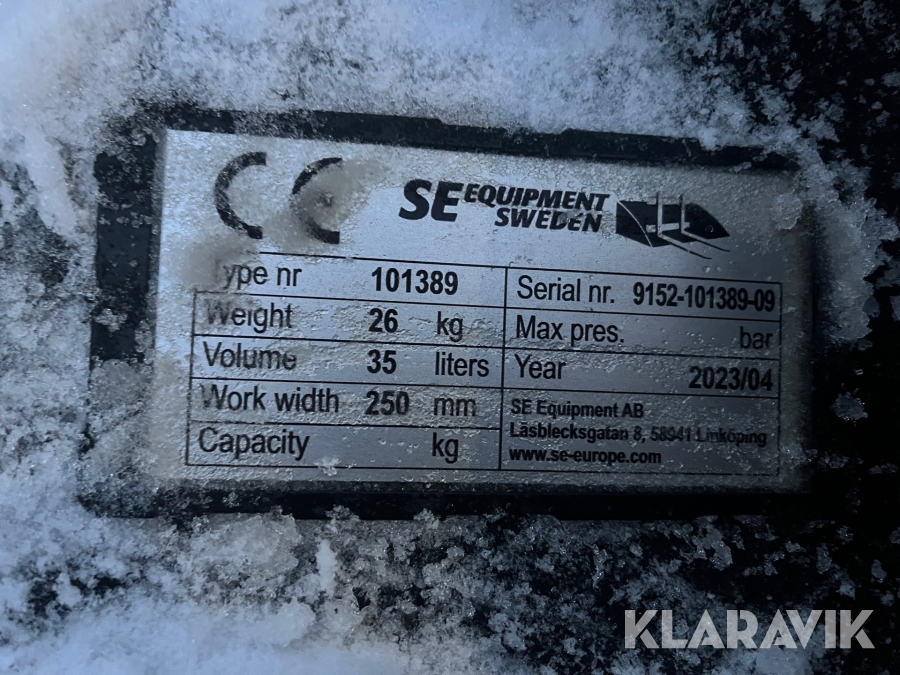 CE SE EQUIPMENT SWEDEN
Type nr 101389 Serial nr. 9152-101389-09
Weight 26 kg Max pres. bar
Volume 35 liters Year 2023/04
Work width 250 mm SE Equipment AB
Läsblecksgatan 8, 58941 Linköping
Capacity kg www.se-europe.com
KLARAVIK